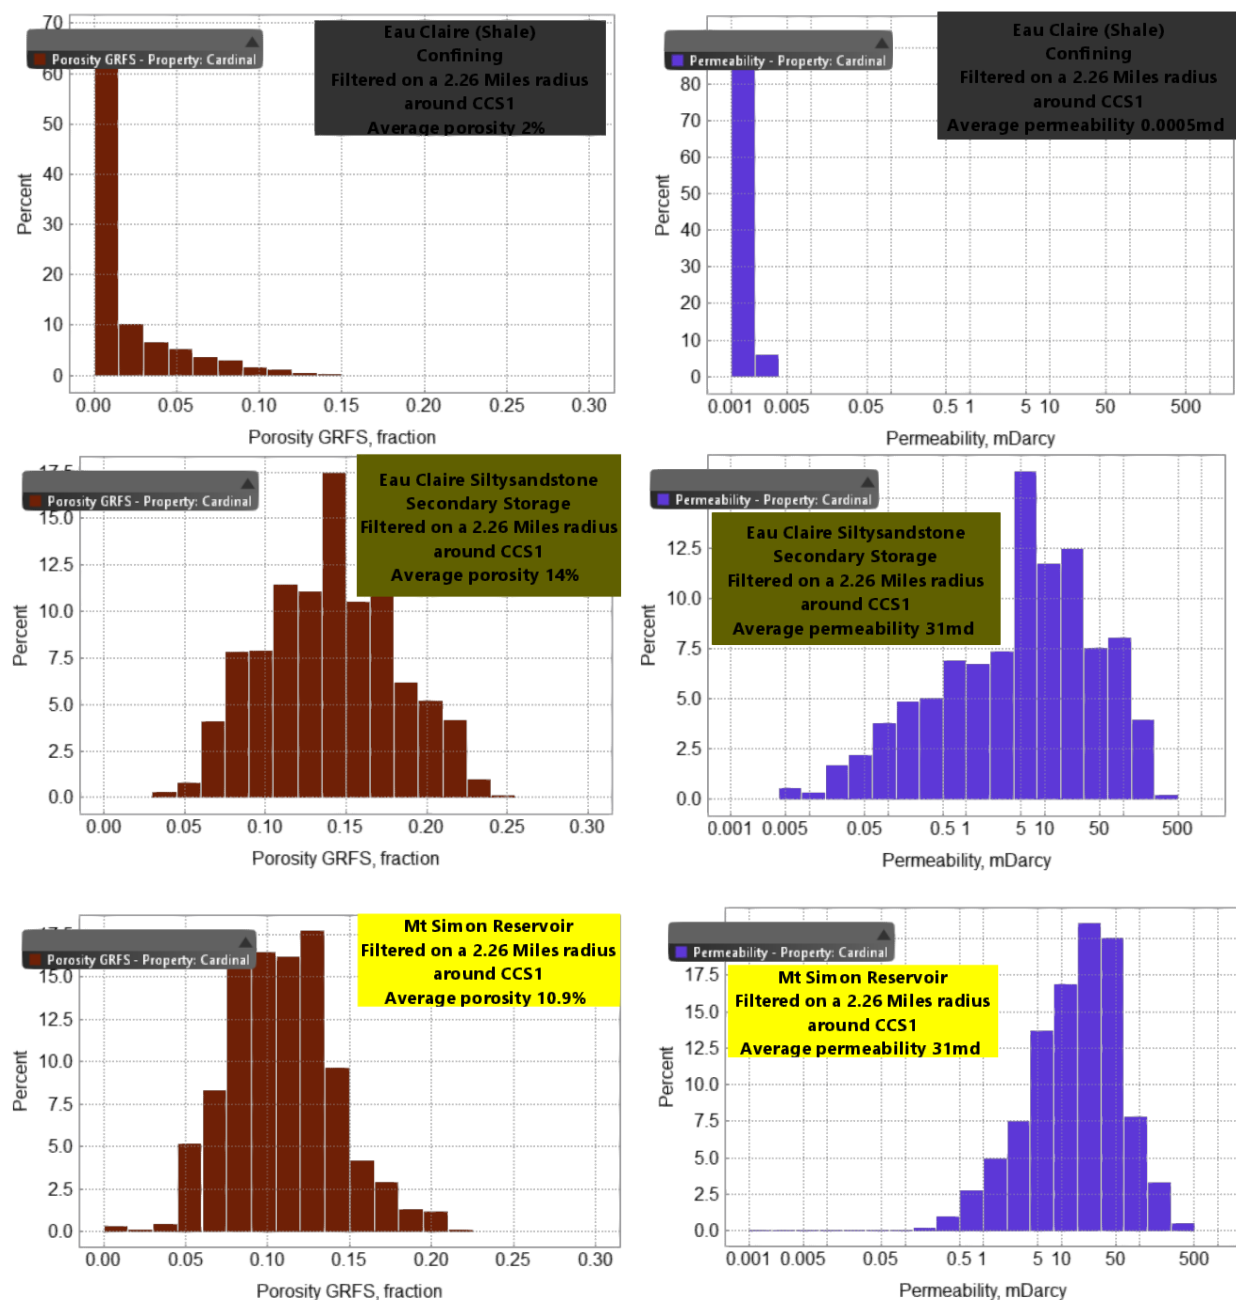 70
60
50
40
30
20
10
0
Percent
Porosity GRFS - Property: Cardinal
Eau Claire (Shale)
Confining
Filtered on a 2.26 Miles radius
around CCS1
Average porosity 2%
0.00 0.05 0.10 0.15 0.20 0.25 0.30
Porosity GRFS, fraction
80
70
60
50
40
30
20
10
0
Percent
Permeability - Property: Cardinal
Eau Claire (Shale)
Confining
Filtered on a 2.26 Miles radius
around CCS1
Average permeability 0.0005md
0.001 0.005 0.05 0.5 1 5 10 50 500
Permeability, mDarcy
17.5
15.0
12.5
10.0
7.5
5.0
2.5
0.0
Percent
Porosity GRFS - Property: Cardinal
Eau Claire Siltysandstone
Secondary Storage
Filtered on a 2.26 Miles radius
around CCS1
Average porosity 14%
0.00 0.05 0.10 0.15 0.20 0.25 0.30
Porosity GRFS, fraction
12.5
10.0
7.5
5.0
2.5
0.0
Percent
Permeability - Property: Cardinal
Eau Claire Siltysandstone
Secondary Storage
Filtered on a 2.26 Miles radius
around CCS1
Average permeability 31md
0.001 0.005 0.05 0.5 1 5 10 50 500
Permeability, mDarcy
17.5
15.0
12.5
10.0
7.5
5.0
2.5
0.0
Percent
Porosity GRFS - Property: Cardinal
Mt Simon Reservoir
Filtered on a 2.26 Miles radius
around CCS1
Average porosity 10.9%
0.00 0.05 0.10 0.15 0.20 0.25 0.30
Porosity GRFS, fraction
17.5
15.0
12.5
10.0
7.5
5.0
2.5
0.0
Percent
Permeability - Property: Cardinal
Mt Simon Reservoir
Filtered on a 2.26 Miles radius
around CCS1
Average permeability 31md
0.001 0.005 0.05 0.5 1 5 10 50 500
Permeability, mDarcy